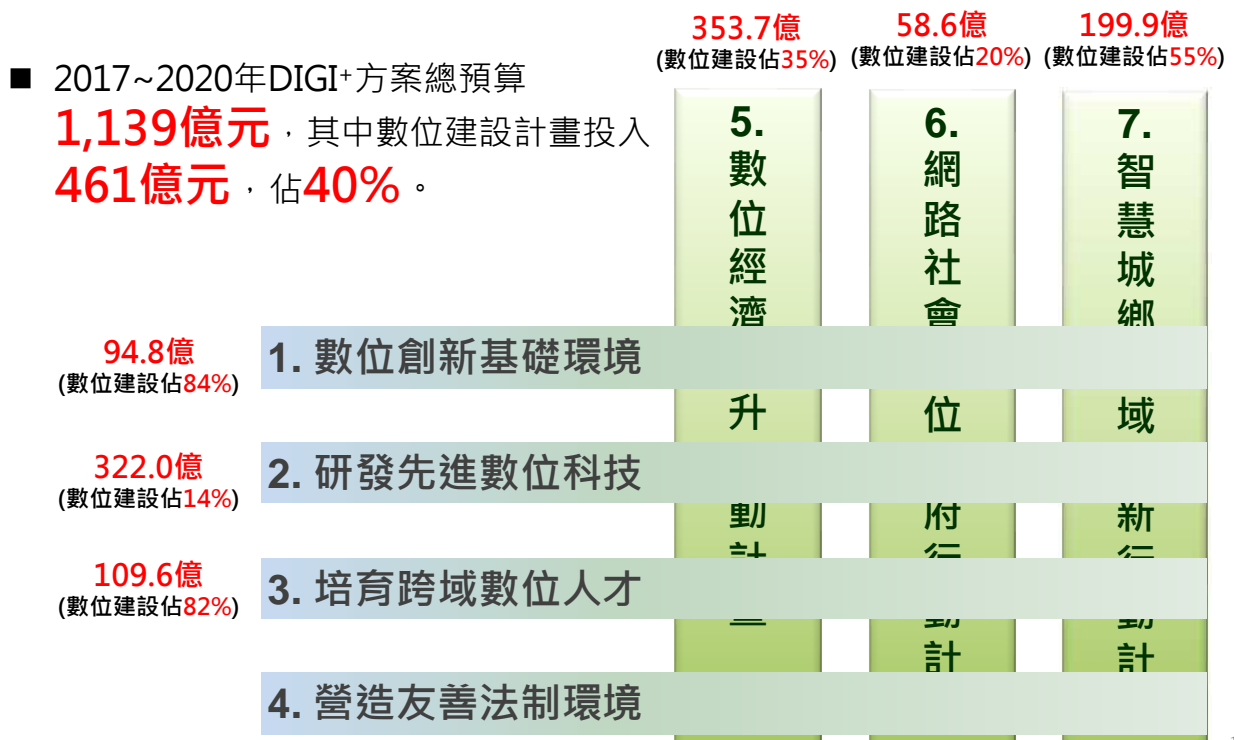 353.7億
(數位建設佔35%)
58.6億
(數位建設佔20%)
199.9億
(數位建設佔55%)
■ 2017~2020年DIGI+方案總預算
1,139億元，其中數位建設計畫投入
461億元，佔40%。
5.
數位經濟
升
動
6.
網路社會
位
府行
計
7.
智慧城鄉
域
新行
動計
94.8億
(數位建設佔84%)
1. 數位創新基礎環境
322.0億
(數位建設佔14%)
2. 研發先進數位科技
109.6億
(數位建設佔82%)
3. 培育跨域數位人才
4. 營造友善法制環境